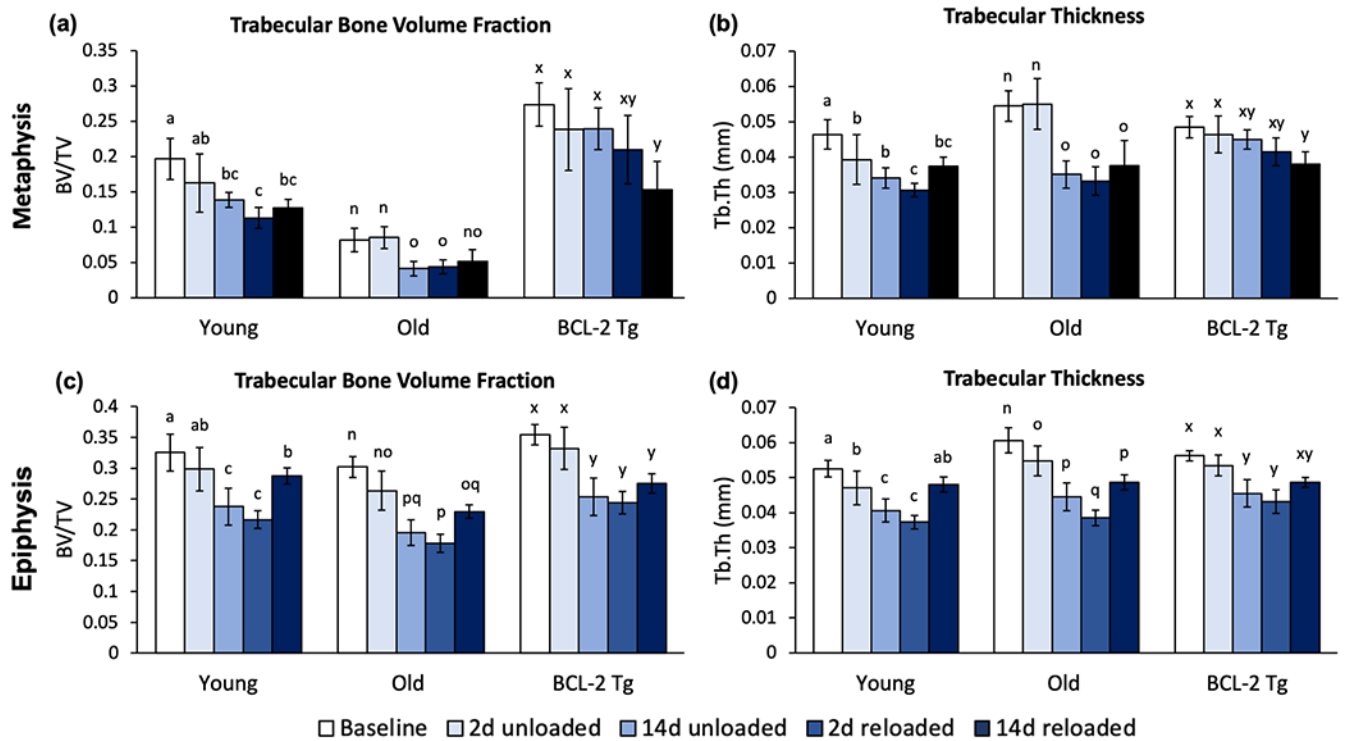 (a)
Trabecular Bone Volume Fraction
0.35
0.3
0.25
0.2
0.15
0.1
0.05
0
BV/TV
Metaphysis
a ab bc c bc
n n o o no
x x x xy y
Young Old BCL-2 Tg
(b)
Trabecular Thickness
0.07
0.06
0.05
0.04
0.03
0.02
0.01
0
Tb.Th (mm)
a b b c bc
n n o o o
x x xy xy y
Young Old BCL-2 Tg
(c)
Trabecular Bone Volume Fraction
0.4
0.35
0.3
0.25
0.2
0.15
0.1
0.05
0
BV/TV
Epiphysis
a ab c c b
n no pq p oq
x x y y y
Young Old BCL-2 Tg
(d)
Trabecular Thickness
0.07
0.06
0.05
0.04
0.03
0.02
0.01
0
Tb.Th (mm)
a b c c ab
n o p q p
x x y y xy
Young Old BCL-2 Tg
Baseline 2d unloaded 14d unloaded 2d reloaded 14d reloaded